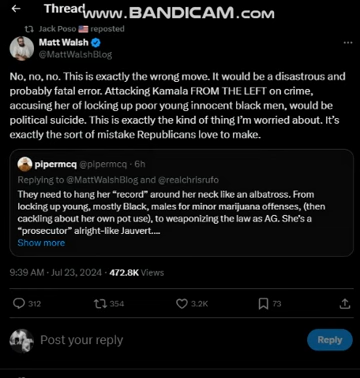 Thread
www.BANDICAM.com
Jack Poso 🇺🇸 reposted
Matt Walsh
@MattWalshBlog
No, no, no. This is exactly the wrong move. It would be a disastrous and
probably fatal error. Attacking Kamala FROM THE LEFT on crime,
accusing her of locking up poor young innocent black men, would be
political suicide. This is exactly the kind of thing I'm worried about. It's
exactly the sort of mistake Republicans love to make.
pipermcq @pipermcq · 6h
Replying to @MattWalshBlog and @realchrisrufo
They need to hang her "record" around her neck like an albatross. From
locking up young, mostly Black, males for minor marijuana offenses, (then
cackling about her own pot use), to weaponizing the law as AG. She's a
"prosecutor" alright-like Jauvert....
Show more
9:39 AM · Jul 23, 2024 · 472.8K Views
312 354 3.2K 73
Post your reply
Reply